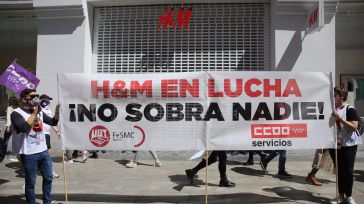 H&M
H&M EN LUCHA
¡NO SOBRA NADIE!
UGT FeSMC
CCOO
servicios